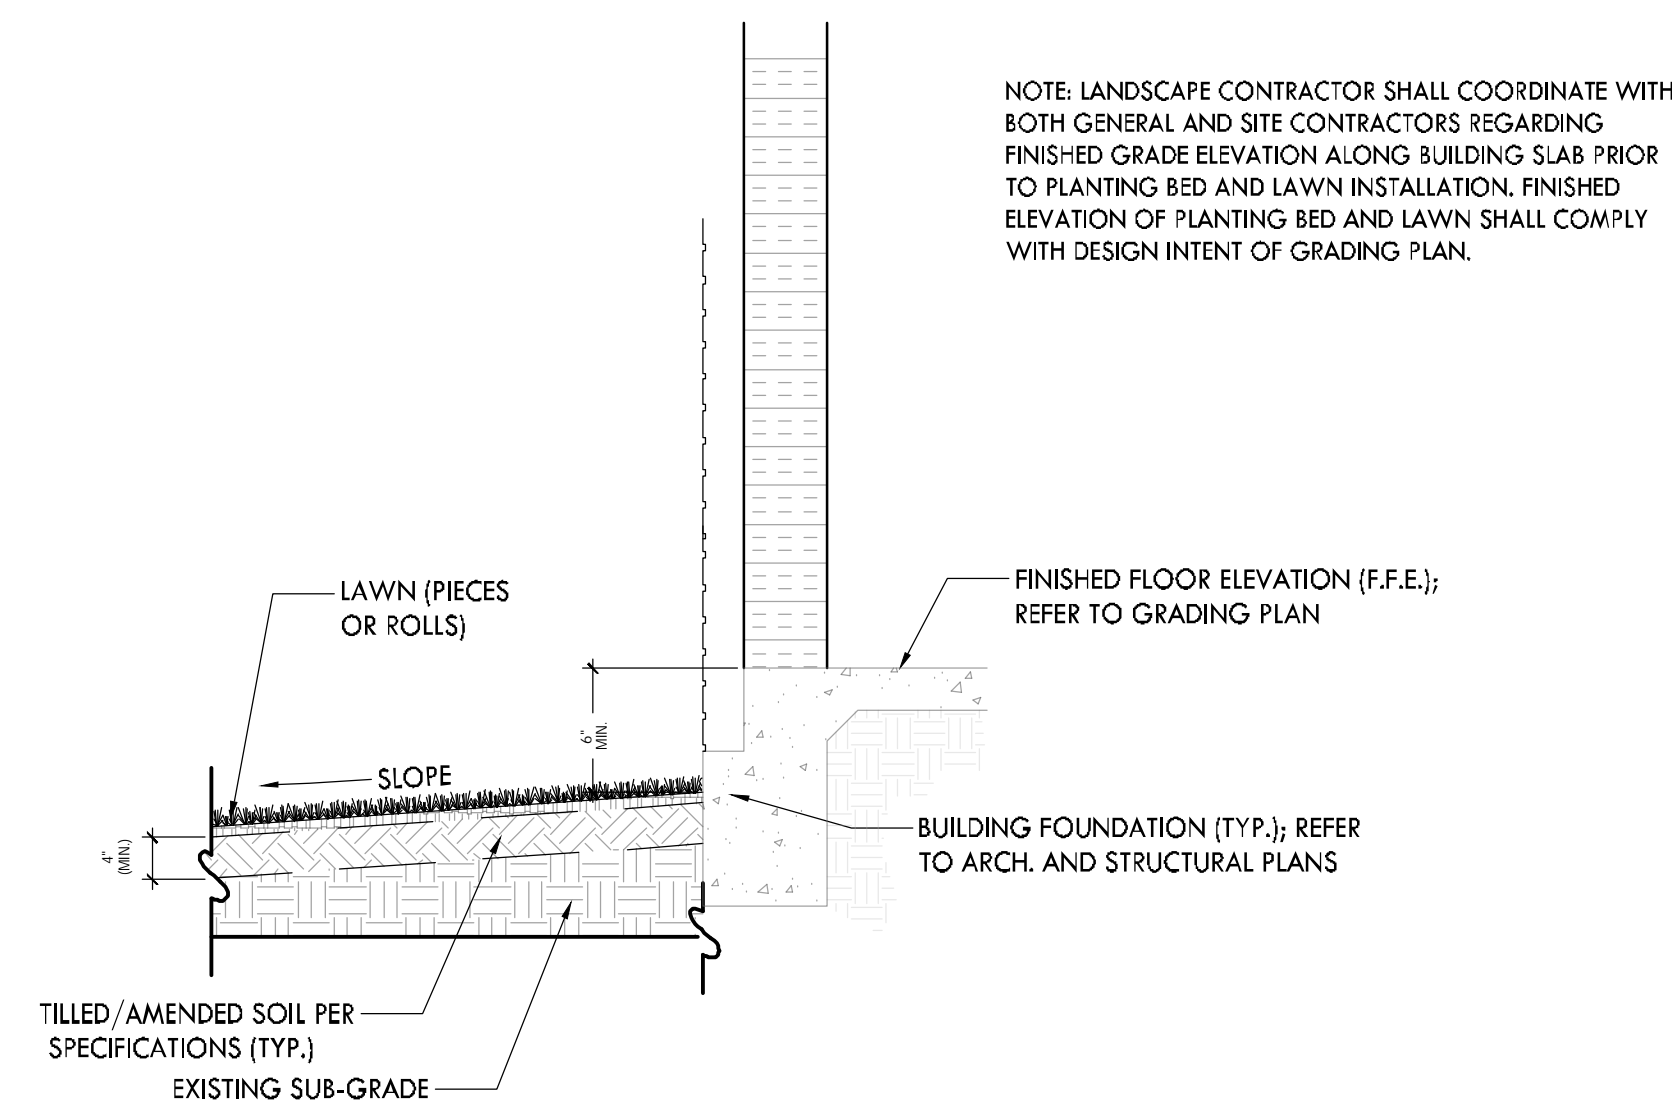 NOTE: LANDSCAPE CONTRACTOR SHALL COORDINATE WITH
BOTH GENERAL AND SITE CONTRACTORS REGARDING
FINISHED GRADE ELEVATION ALONG BUILDING SLAB PRIOR
TO PLANTING BED AND LAWN INSTALLATION. FINISHED
ELEVATION OF PLANTING BED AND LAWN SHALL COMPLY
WITH DESIGN INTENT OF GRADING PLAN.
LAWN (PIECES
OR ROLLS)
FINISHED FLOOR ELEVATION (F.F.E.);
REFER TO GRADING PLAN
6"
MIN.
SLOPE
4"
(MIN.)
BUILDING FOUNDATION (TYP.); REFER
TO ARCH. AND STRUCTURAL PLANS
TILLED/AMENDED SOIL PER
SPECIFICATIONS (TYP.)
EXISTING SUB-GRADE